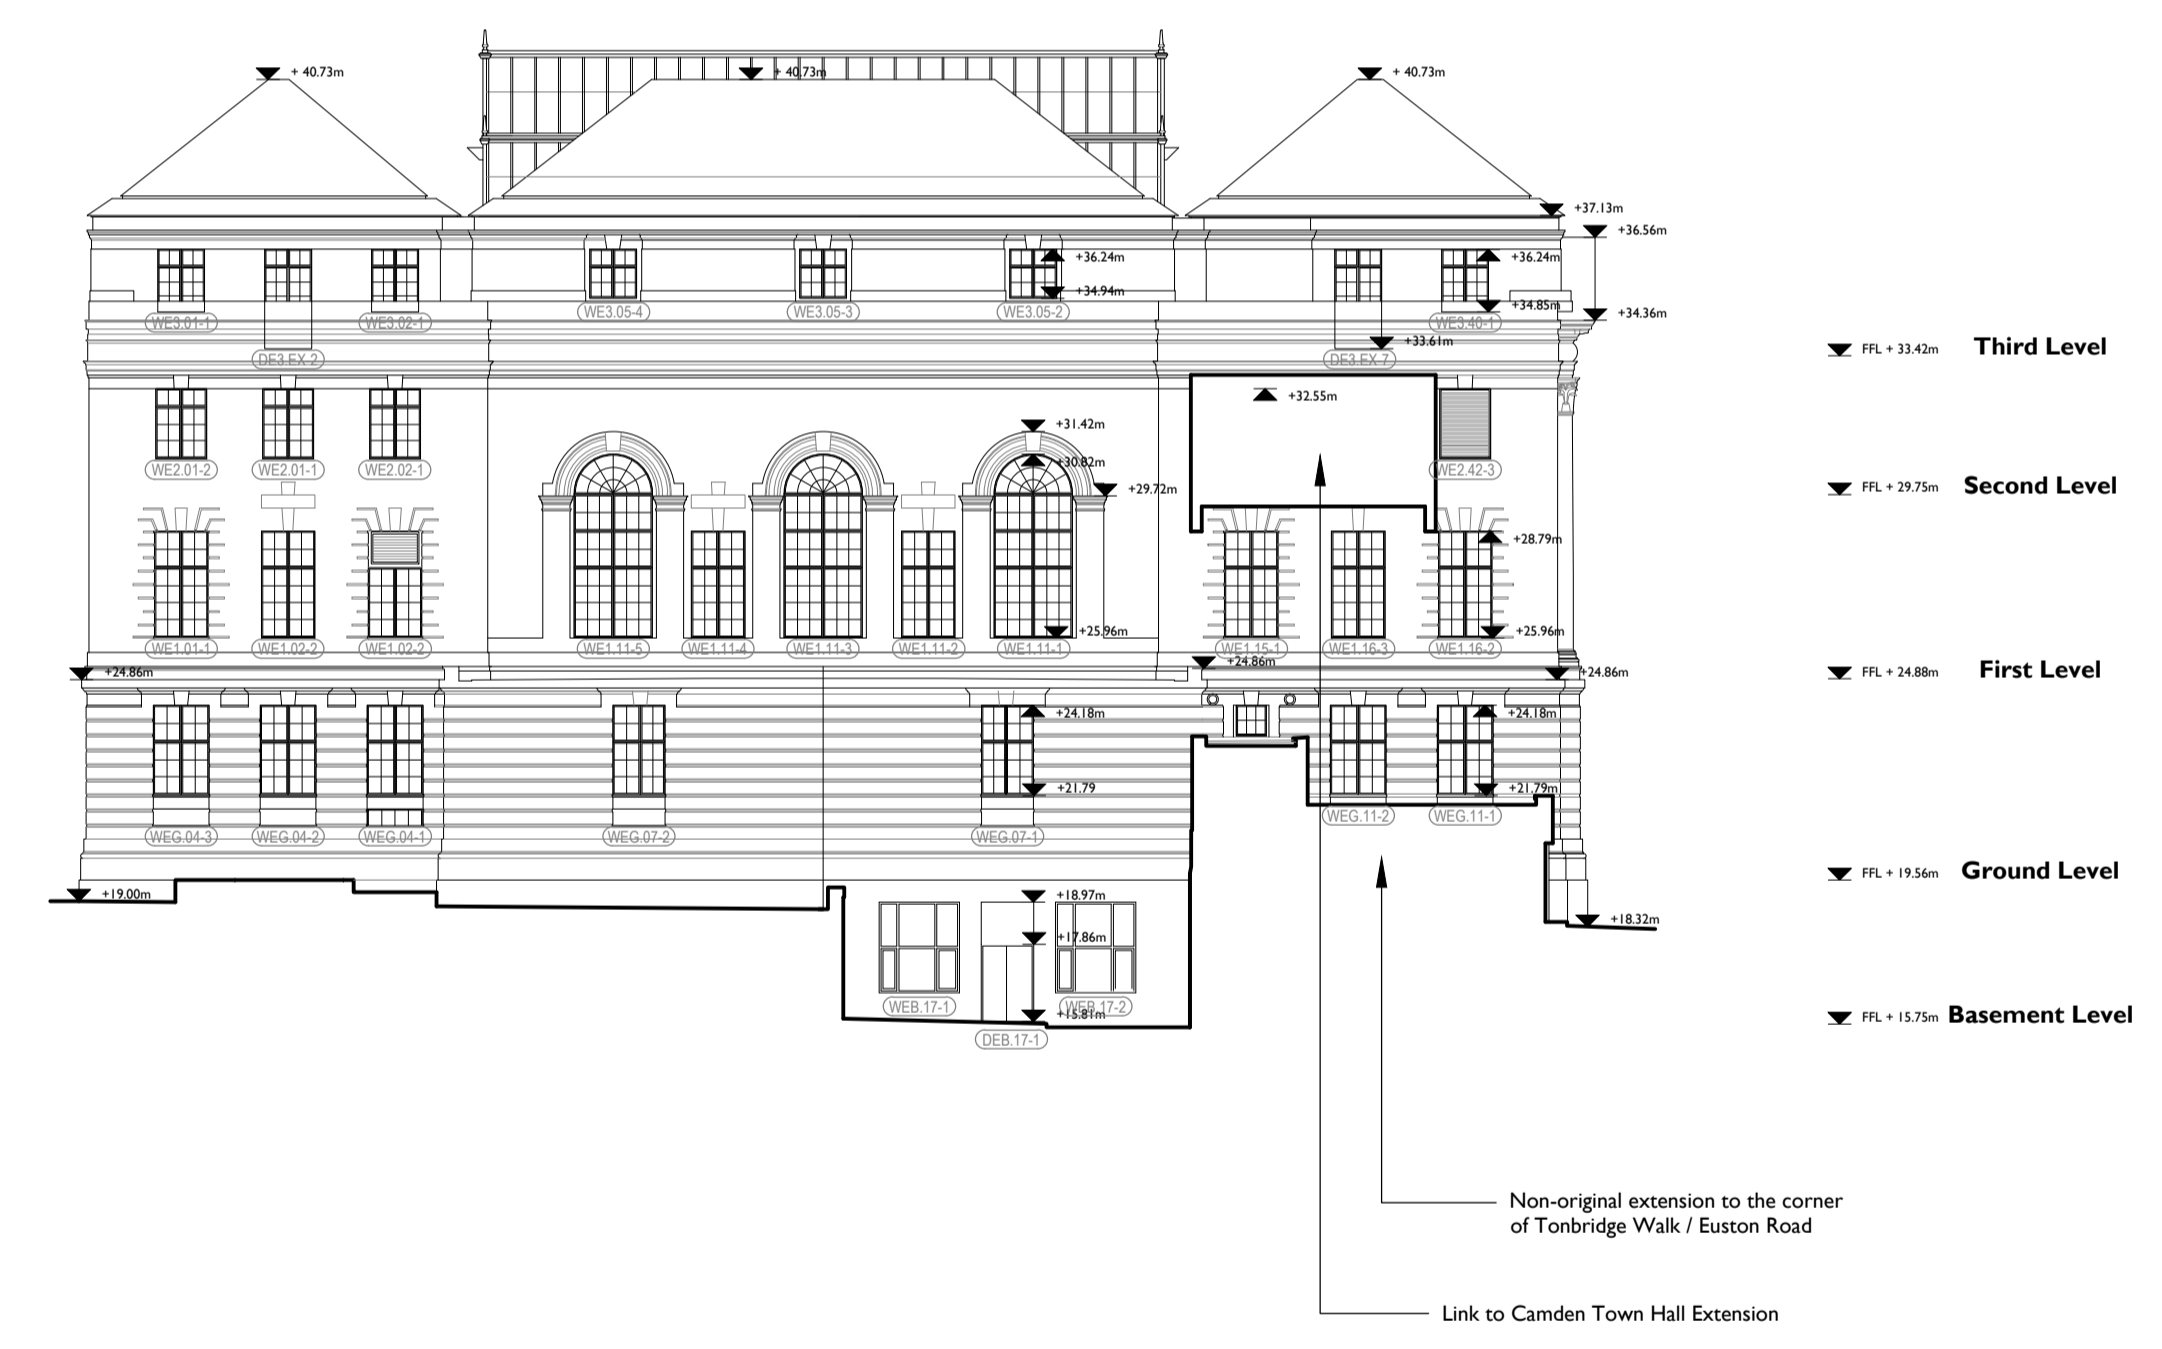 + 40.73m
+ 40.73m
+ 40.73m
+37.13m
+36.56m
+36.24m
+36.24m
+34.94m
+34.85m
+34.36m
WE3.01-1
WE3.02-1
WE3.05-4
WE3.05-3
WE3.05-2
WE3.40-1
+33.61m
DE3.EX-2
DE3.EX-7
FFL + 33.42m Third Level
+32.55m
+31.42m
+30.82m
WE2.01-2
WE2.01-1
WE2.02-1
WE2.42-3
+29.72m
FFL + 29.75m Second Level
+28.79m
+25.96m
+25.96m
WE1.01-1
WE1.02-2
WE1.02-2
WE1.11-5
WE1.11-4
WE1.11-3
WE1.11-2
WE1.11-1
WE1.15-1
WE1.16-3
WE1.16-2
+24.86m
+24.86m
+24.86m
FFL + 24.88m First Level
+24.18m
+24.18m
+21.79
+21.79m
WEG.04-3
WEG.04-2
WEG.04-1
WEG.07-2
WEG.07-1
WEG.11-2
WEG.11-1
FFL + 19.56m Ground Level
+19.00m
+18.97m
+18.32m
+17.86m
WEB.17-1
WEB.17-2
+15.81m
FFL + 15.75m Basement Level
DEB.17-1
Non-original extension to the corner
of Tonbridge Walk / Euston Road
Link to Camden Town Hall Extension